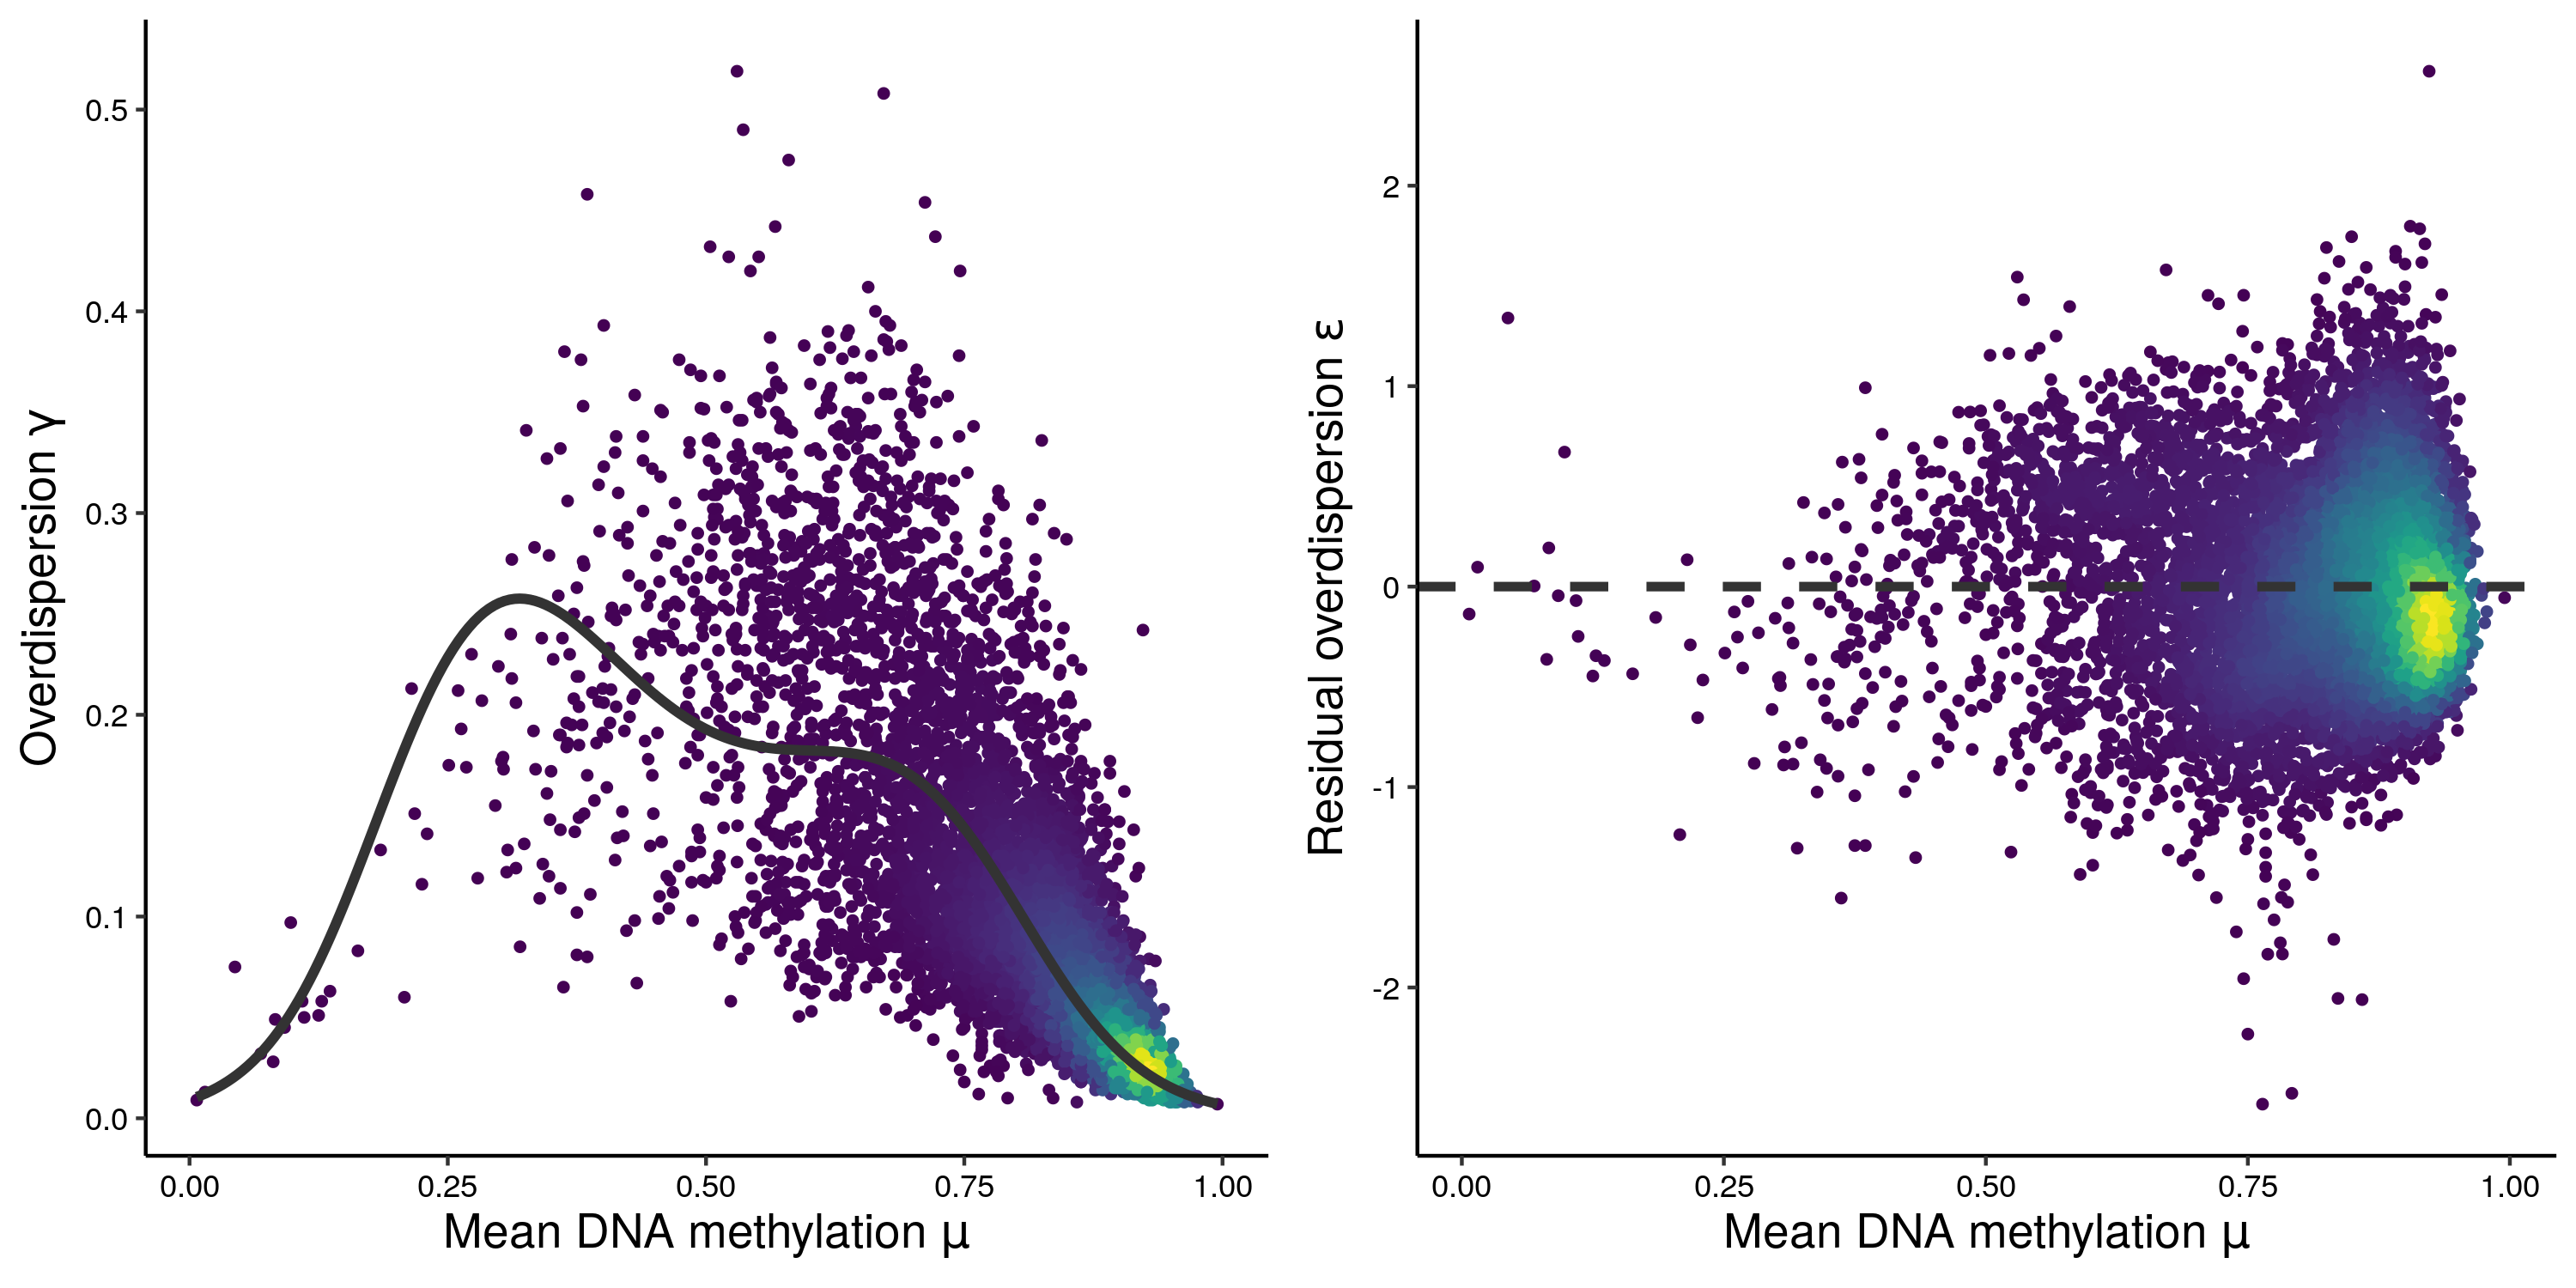 0.5
0.4
0.3
0.2
0.1
0.0
Overdispersion γ
0.00 0.25 0.50 0.75 1.00
Mean DNA methylation μ
2
1
0
-1
-2
Residual overdispersion ε
0.00 0.25 0.50 0.75 1.00
Mean DNA methylation μ